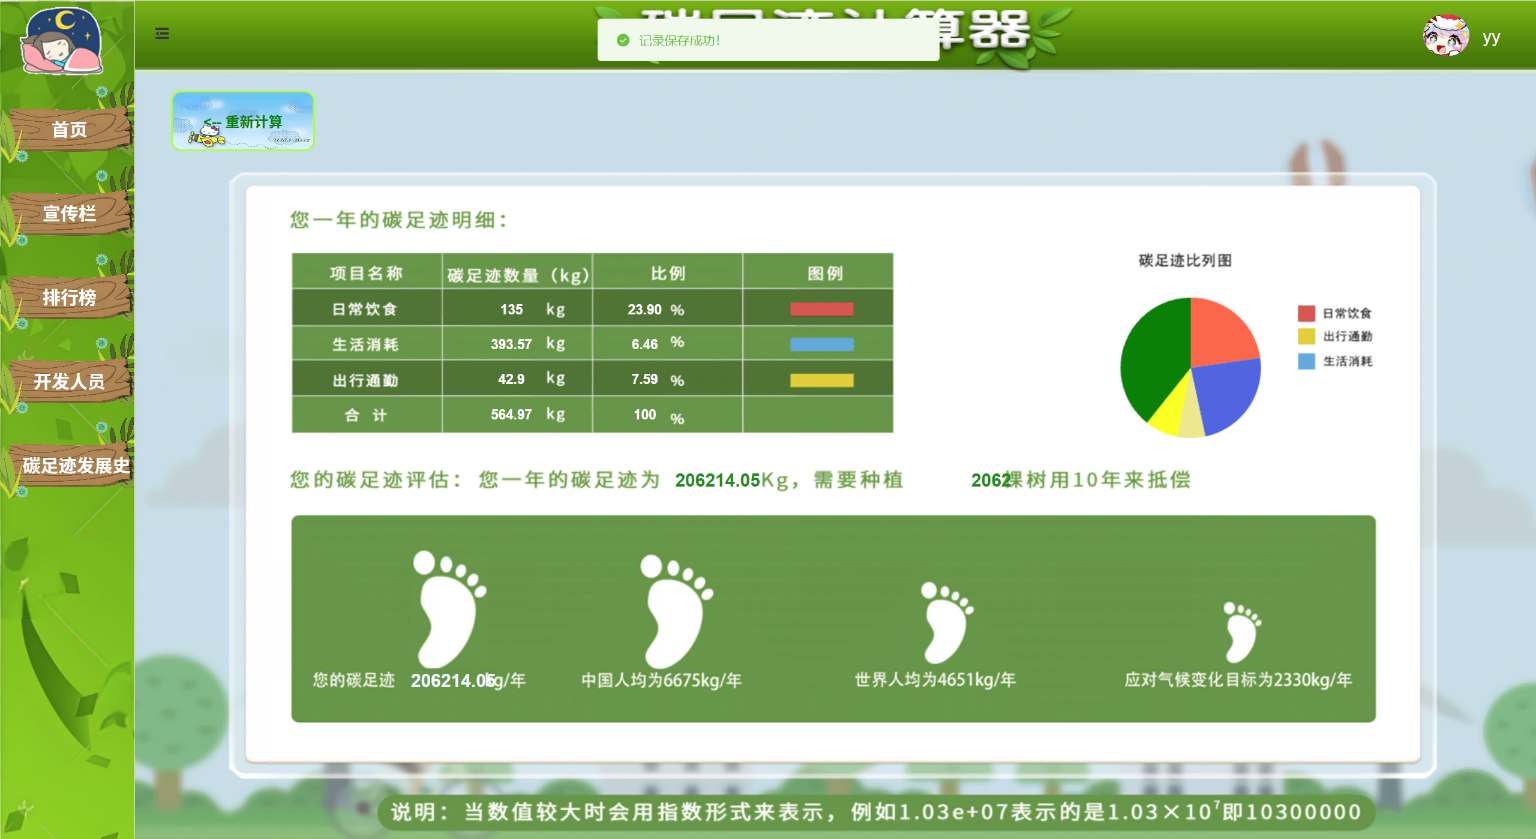 碳足迹计算器
记录保存成功!
yy
首页
宣传栏
排行榜
开发人员
碳足迹发展史
<-- 重新计算
您一年的碳足迹明细:
项目名称 碳足迹数量（kg） 比例 图例
日常饮食 135 kg 23.90 %
生活消耗 393.57 kg 6.46 %
出行通勤 42.9 kg 7.59 %
合 计 564.97 kg 100 %
碳足迹比列图
日常饮食
出行通勤
生活消耗
您的碳足迹评估: 您一年的碳足迹为 206214.05Kg，需要种植 2062棵树用10年来抵偿
您的碳足迹 206214.05kg/年
中国人均为6675kg/年
世界人均为4651kg/年
应对气候变化目标为2330kg/年
说明: 当数值较大时会用指数形式来表示，例如1.03e+07表示的是1.03×10⁷即10300000